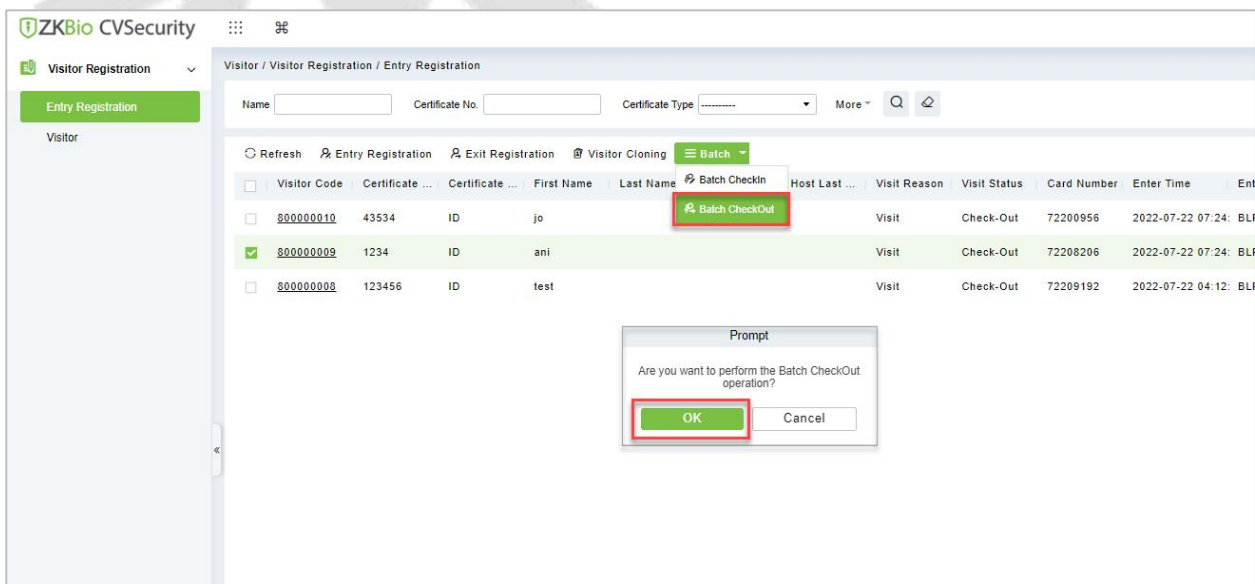 ZKBio CVSecurity
Visitor Registration
Entry Registration
Visitor
Visitor / Visitor Registration / Entry Registration
Name Certificate No. Certificate Type ---------- More
Refresh Entry Registration Exit Registration Visitor Cloning Batch
Batch CheckIn
Batch CheckOut
Visitor Code Certificate ... Certificate ... First Name Last Name Host Last ... Visit Reason Visit Status Card Number Enter Time Ent
800000010 43534 ID jo Visit Check-Out 72200956 2022-07-22 07:24: BLF
800000009 1234 ID ani Visit Check-Out 72208206 2022-07-22 07:24: BLF
800000008 123456 ID test Visit Check-Out 72209192 2022-07-22 04:12: BLF
Prompt
Are you want to perform the Batch CheckOut
operation?
OK Cancel